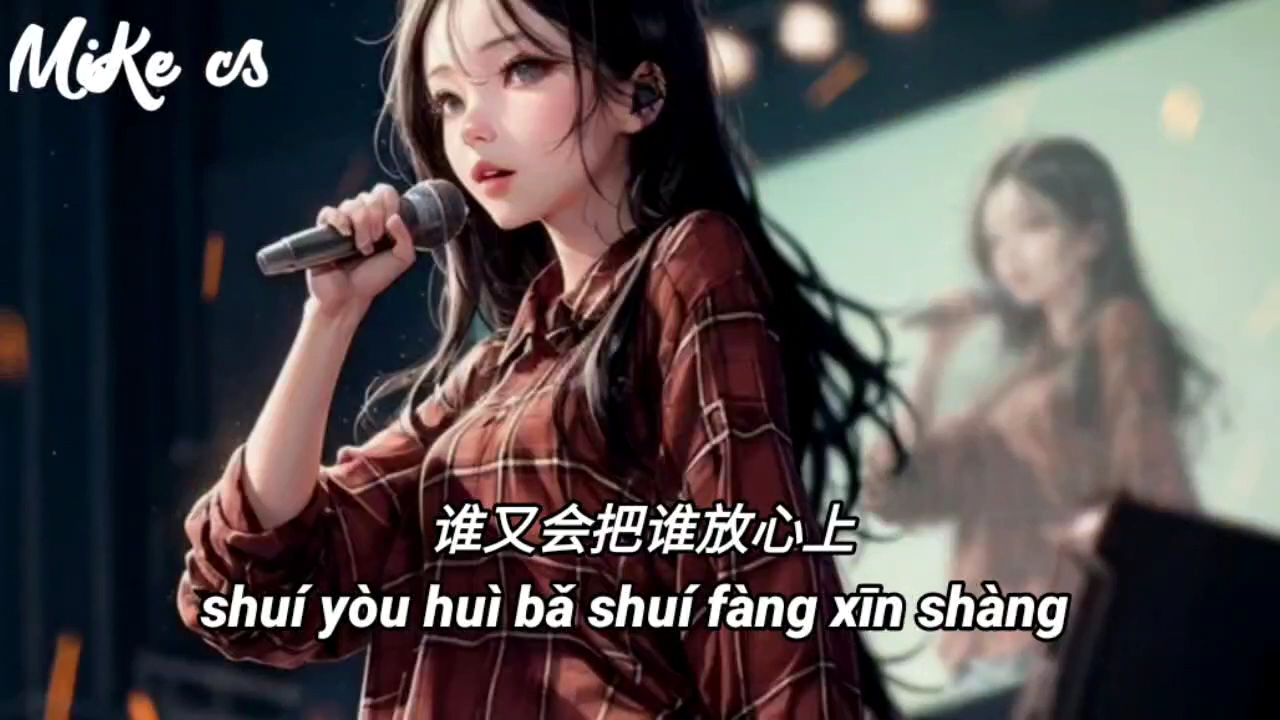 MiKe cs
谁又会把谁放心上
shuí yòu huì bǎ shuí fàng xīn shàng